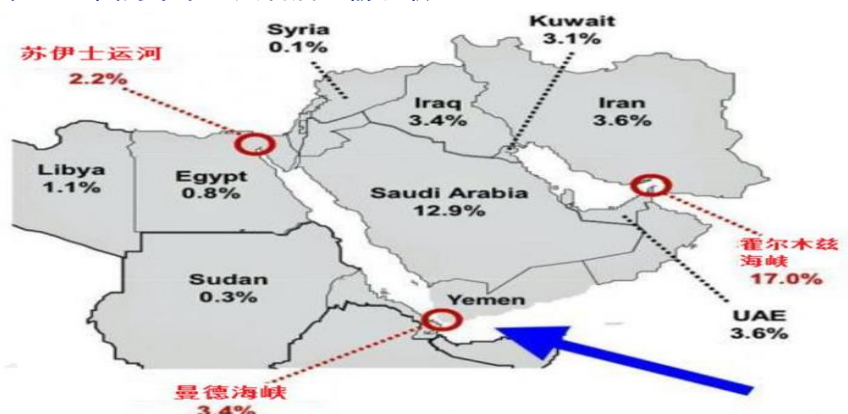 Syria
0.1%
Kuwait
3.1%
苏伊士运河
2.2%
Iraq
3.4%
Iran
3.6%
Libya
1.1%
Egypt
0.8%
Saudi Arabia
12.9%
霍尔木兹
海峡
17.0%
Sudan
0.3%
Yemen
UAE
3.6%
曼德海峡
3.4%